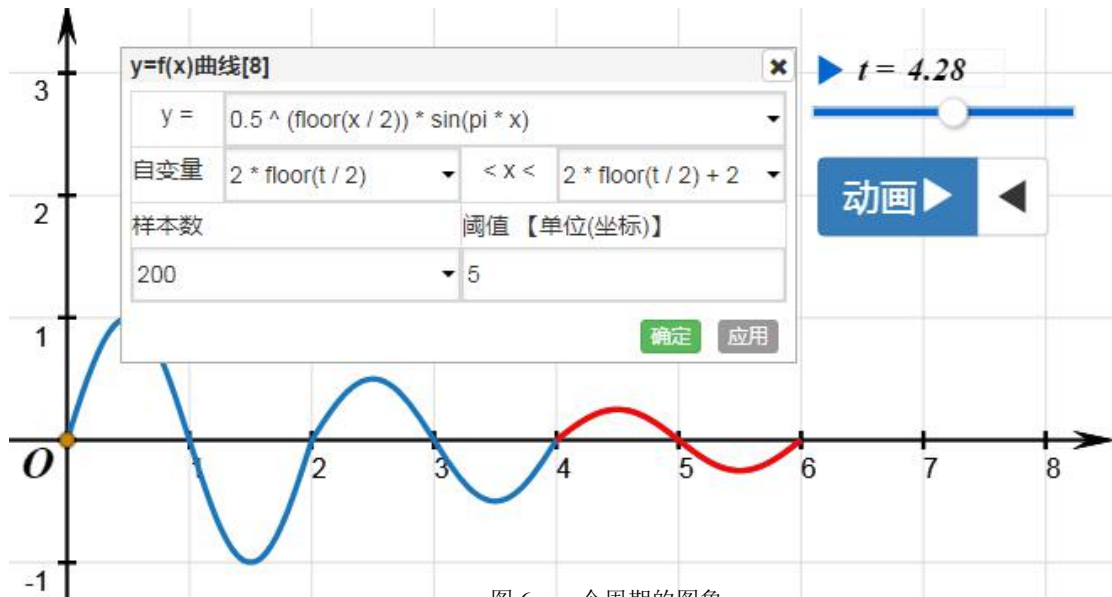 y=f(x)曲线[8]
y = 0.5 ^ (floor(x / 2)) * sin(pi * x)
自变量 2 * floor(t / 2) < x < 2 * floor(t / 2) + 2
样本数 阈值 【单位(坐标)】
200 5
确定 应用
t = 4.28
动画
3
2
1
O 1 2 3 4 5 6 7 8
-1